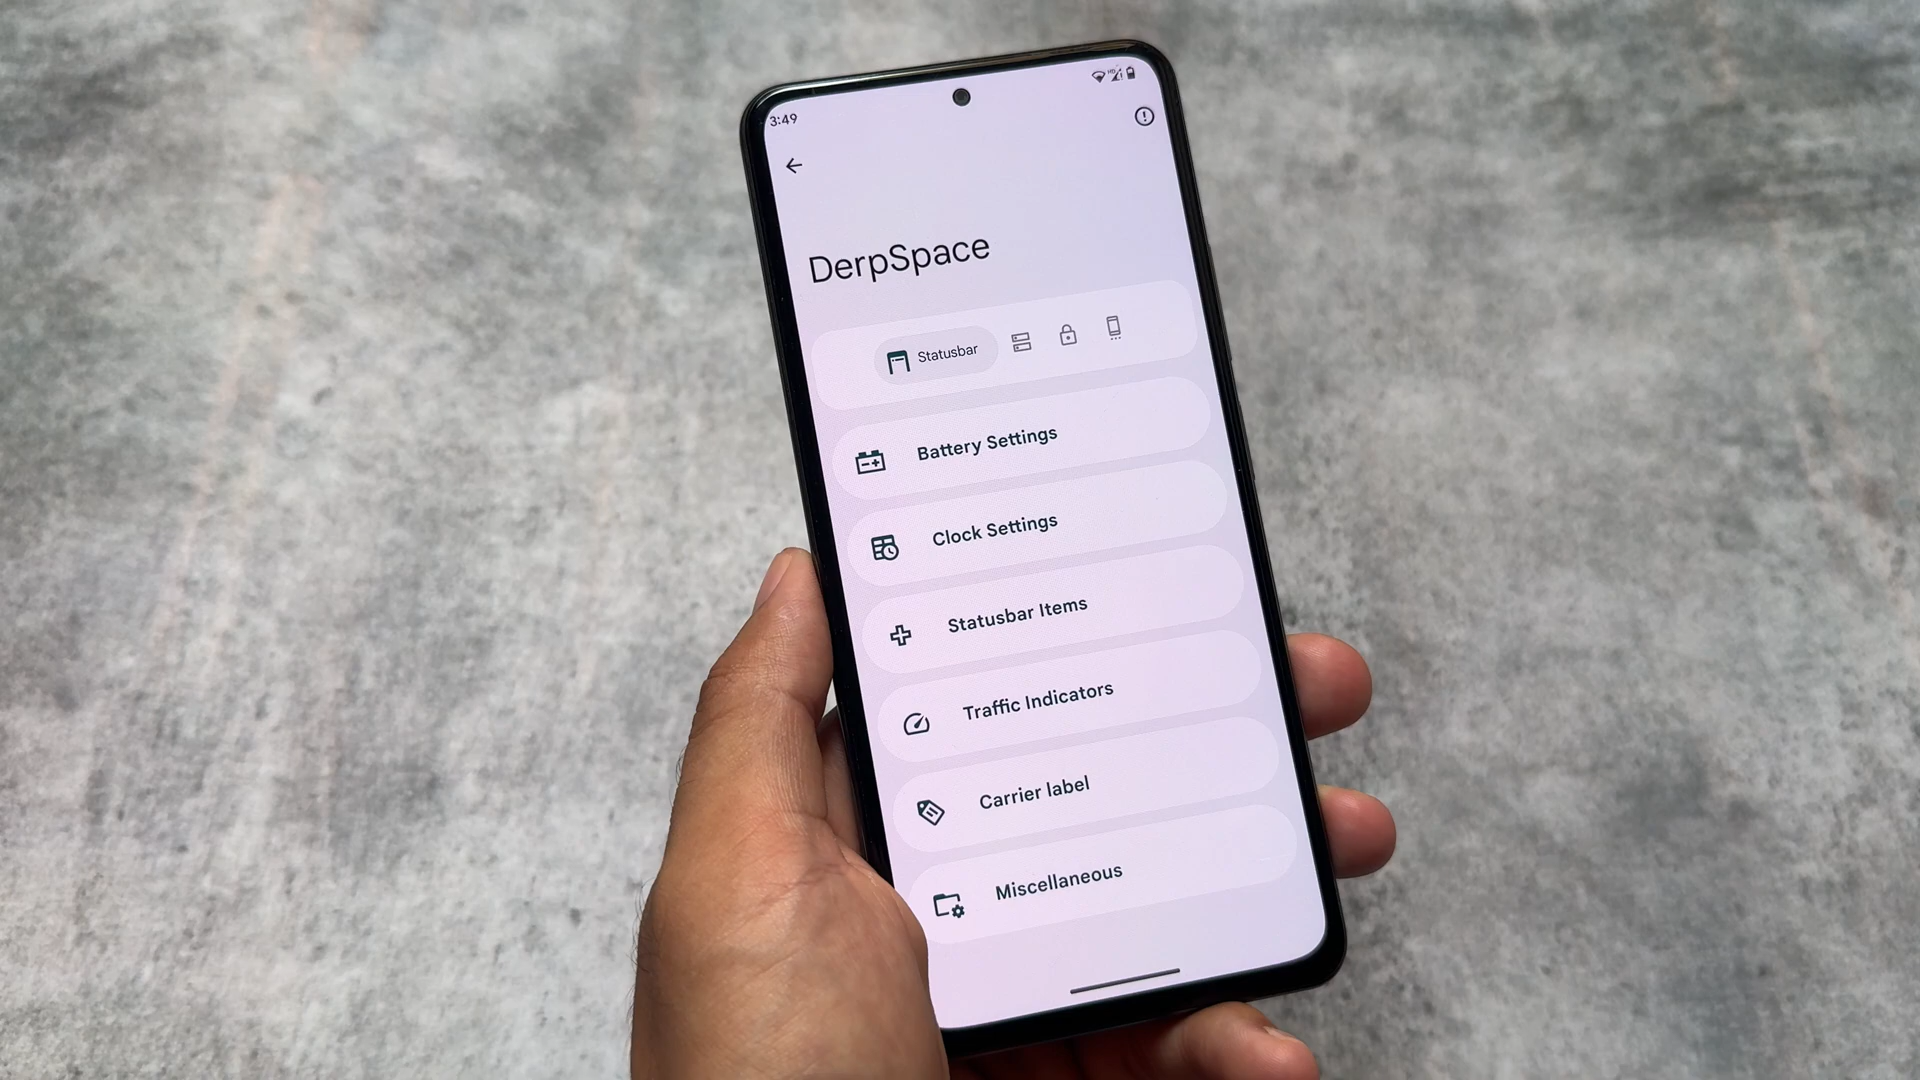 3:49
DerpSpace
Statusbar
Battery Settings
Clock Settings
Statusbar Items
Traffic Indicators
Carrier label
Miscellaneous